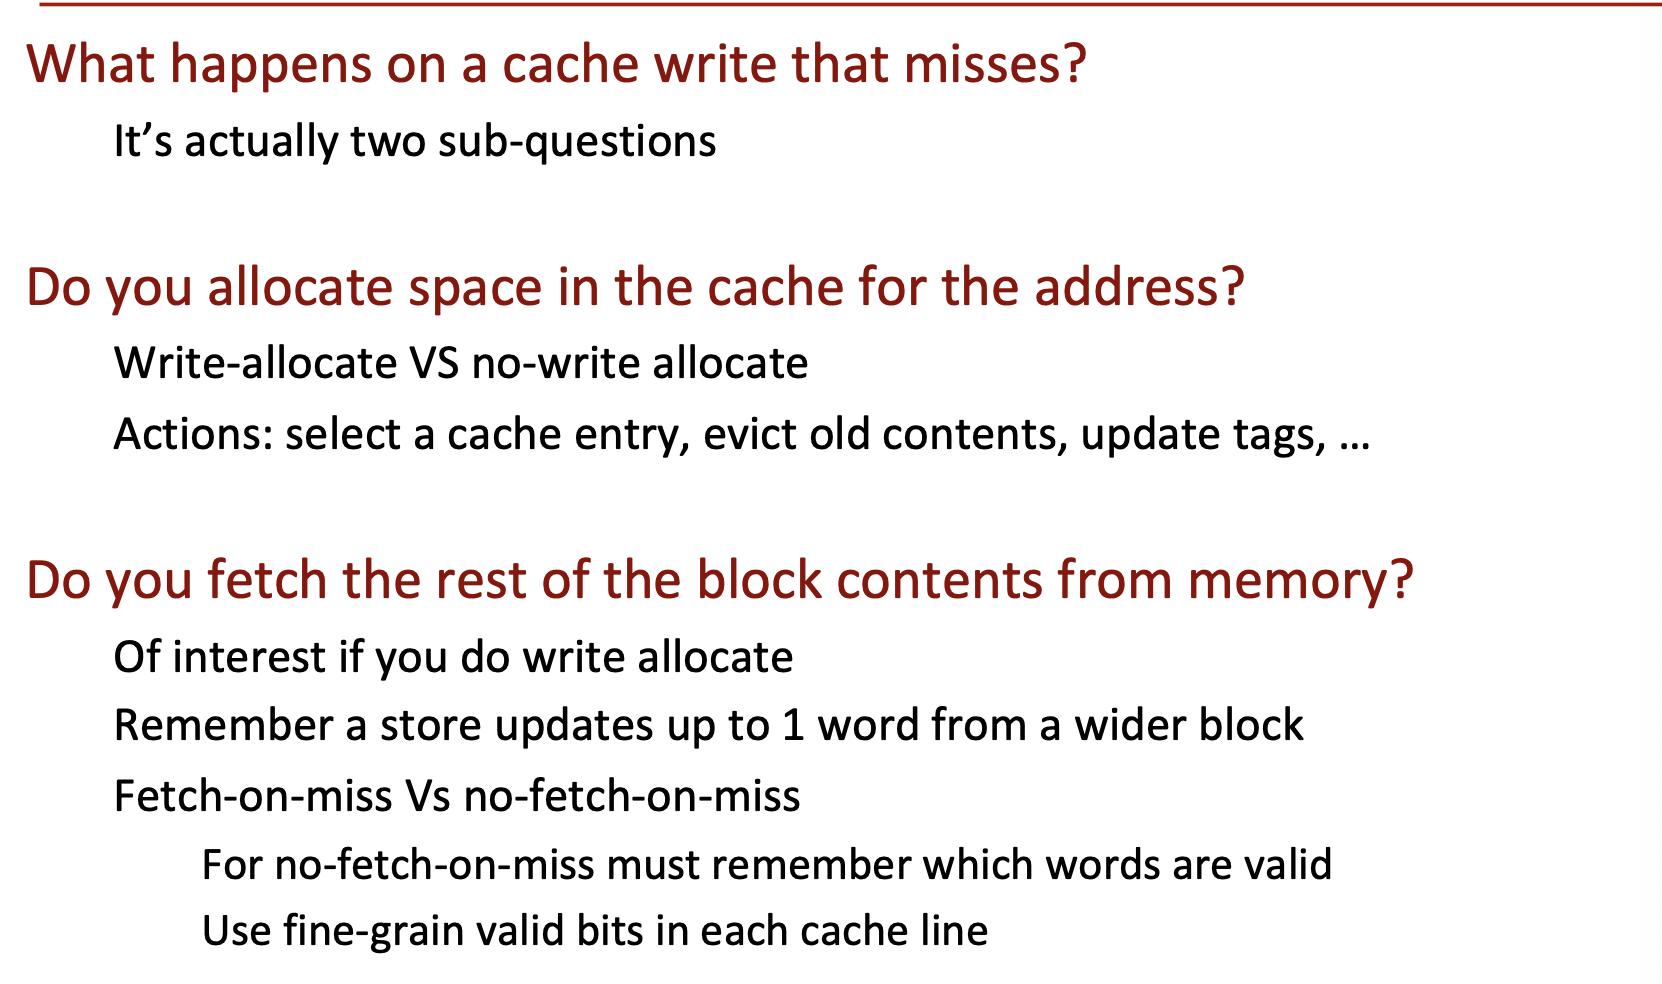 What happens on a cache write that misses?
It’s actually two sub-questions
Do you allocate space in the cache for the address?
Write-allocate VS no-write allocate
Actions: select a cache entry, evict old contents, update tags, …
Do you fetch the rest of the block contents from memory?
Of interest if you do write allocate
Remember a store updates up to 1 word from a wider block
Fetch-on-miss Vs no-fetch-on-miss
For no-fetch-on-miss must remember which words are valid
Use fine-grain valid bits in each cache line